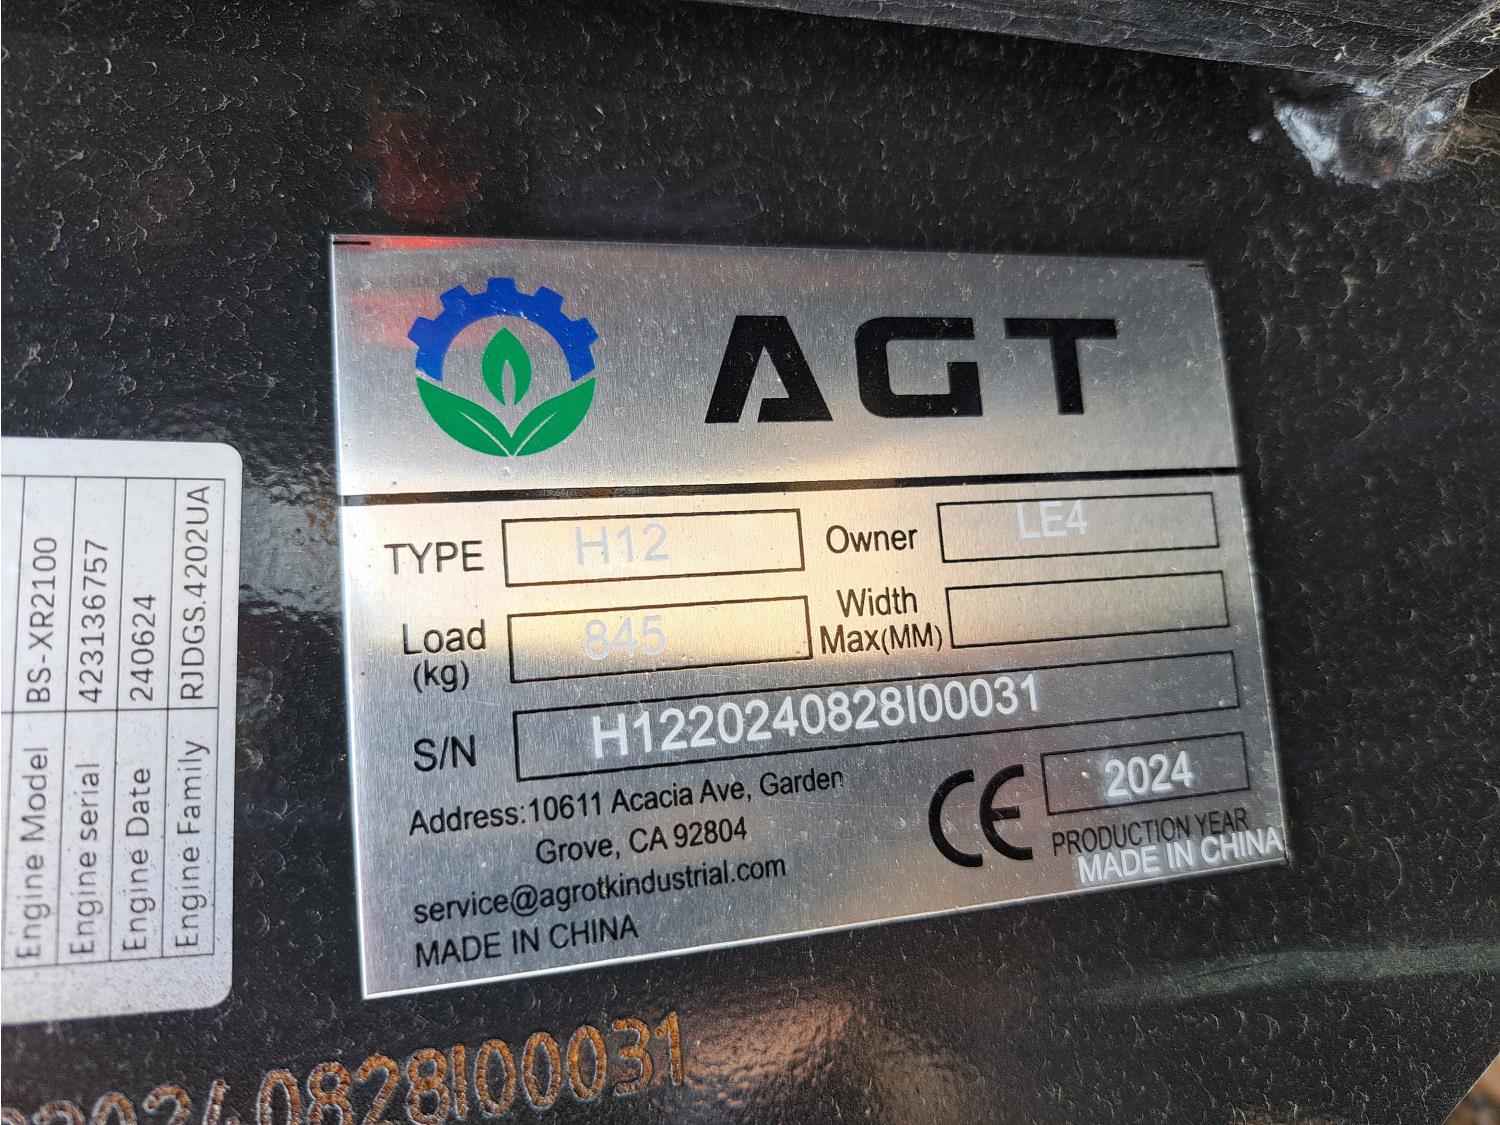 AGT
TYPE H12 Owner LE4
Load (kg) 845 Width Max(MM)
S/N H1220240828I00031
Address:10611 Acacia Ave, Garden
Grove, CA 92804
service@agrotkindustrial.com
MADE IN CHINA
CE 2024
PRODUCTION YEAR
MADE IN CHINA
Engine Model BS-XR2100
Engine serial 423136757
Engine Date 240624
Engine Family RJDGS.4202UA
20240828I00031